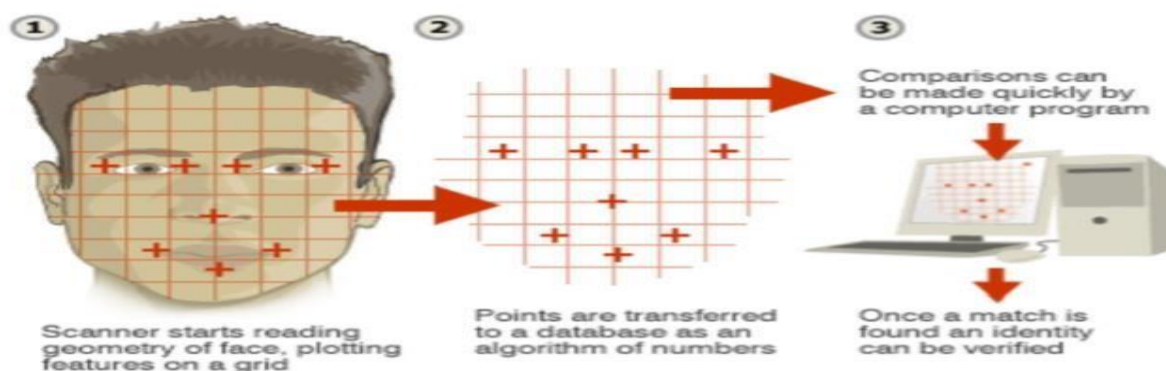 1
Scanner starts reading
geometry of face, plotting
features on a grid
2
Points are transferred
to a database as an
algorithm of numbers
3
Comparisons can
be made quickly by
a computer program
Once a match is
found an identity
can be verified